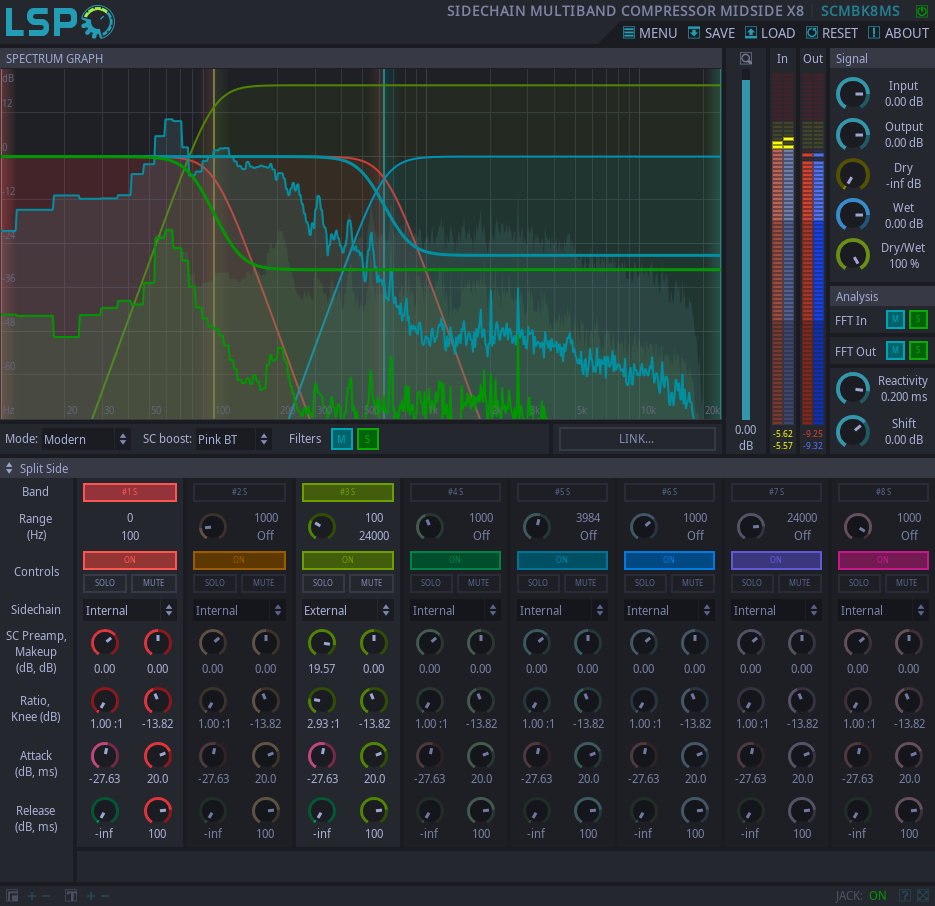 LSP
SIDECHAIN MULTIBAND COMPRESSOR MIDSIDE X8 SCMBK8MS
MENU SAVE LOAD RESET ABOUT
SPECTRUM GRAPH
In Out
Signal
dB
12
0
-12
-24
-36
-48
-60
Hz 20 30 50 100 200 300 500 1k 2k 3k 5k 10k 20k
0.00
dB
-5.62 -9.25
-5.57 -9.32
Input
0.00 dB
Output
0.00 dB
Dry
-inf dB
Wet
0.00 dB
Dry/Wet
100 %
Analysis
FFT In M S
FFT Out M S
Reactivity
0.200 ms
Shift
0.00 dB
Mode: Modern SC boost: Pink BT Filters M S LINK...
Split Side
Band #1 S #2 S #3 S #4 S #5 S #6 S #7 S #8 S
Range 0 1000 100 1000 3984 1000 24000 1000
(Hz) 100 Off 24000 Off Off Off Off Off
Controls ON ON ON ON ON ON ON ON
SOLO MUTE SOLO MUTE SOLO MUTE SOLO MUTE SOLO MUTE SOLO MUTE SOLO MUTE SOLO MUTE
Sidechain Internal Internal External Internal Internal Internal Internal Internal
SC Preamp,
Makeup
(dB, dB) 0.00 0.00 0.00 0.00 19.57 0.00 0.00 0.00 0.00 0.00 0.00 0.00 0.00 0.00 0.00 0.00
Ratio,
Knee (dB) 1.00 :1 -13.82 1.00 :1 -13.82 2.93 :1 -13.82 1.00 :1 -13.82 1.00 :1 -13.82 1.00 :1 -13.82 1.00 :1 -13.82 1.00 :1 -13.82
Attack
(dB, ms) -27.63 20.0 -27.63 20.0 -27.63 20.0 -27.63 20.0 -27.63 20.0 -27.63 20.0 -27.63 20.0 -27.63 20.0
Release
(dB, ms) -inf 100 -inf 100 -inf 100 -inf 100 -inf 100 -inf 100 -inf 100 -inf 100
JACK: ON